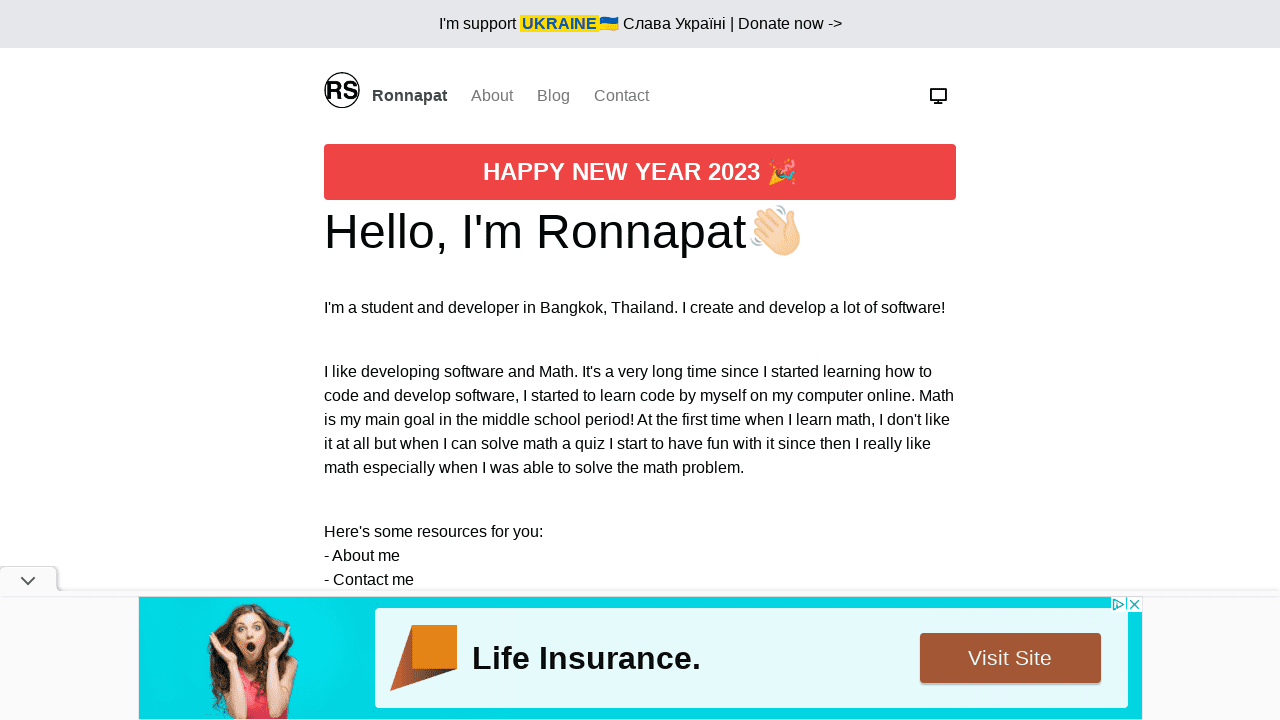 I'm support UKRAINE🇺🇦 Слава Україні | Donate now ->
RS Ronnapat About Blog Contact
HAPPY NEW YEAR 2023 🎉
Hello, I'm Ronnapat👋🏻
I'm a student and developer in Bangkok, Thailand. I create and develop a lot of software!
I like developing software and Math. It's a very long time since I started learning how to
code and develop software, I started to learn code by myself on my computer online. Math
is my main goal in the middle school period! At the first time when I learn math, I don't like
it at all but when I can solve math a quiz I start to have fun with it since then I really like
math especially when I was able to solve the math problem.
Here's some resources for you:
- About me
- Contact me
Life Insurance.
Visit Site